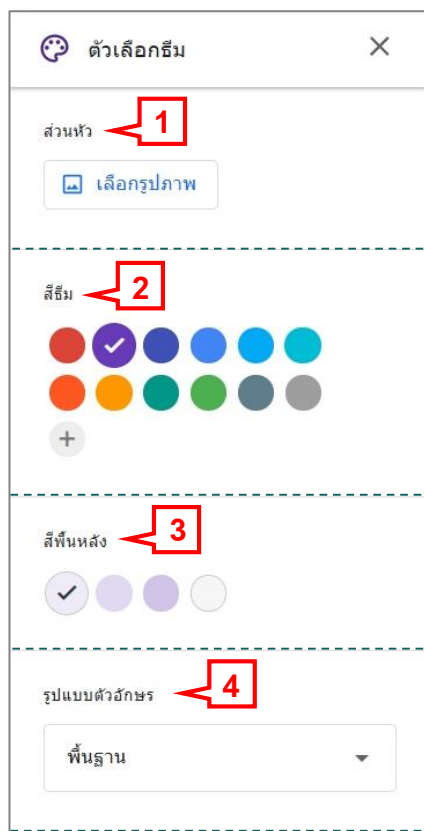 ตัวเลือกธีม
ส่วนหัว 1
เลือกรูปภาพ
สีธีม 2
สีพื้นหลัง 3
รูปแบบตัวอักษร 4
พื้นฐาน